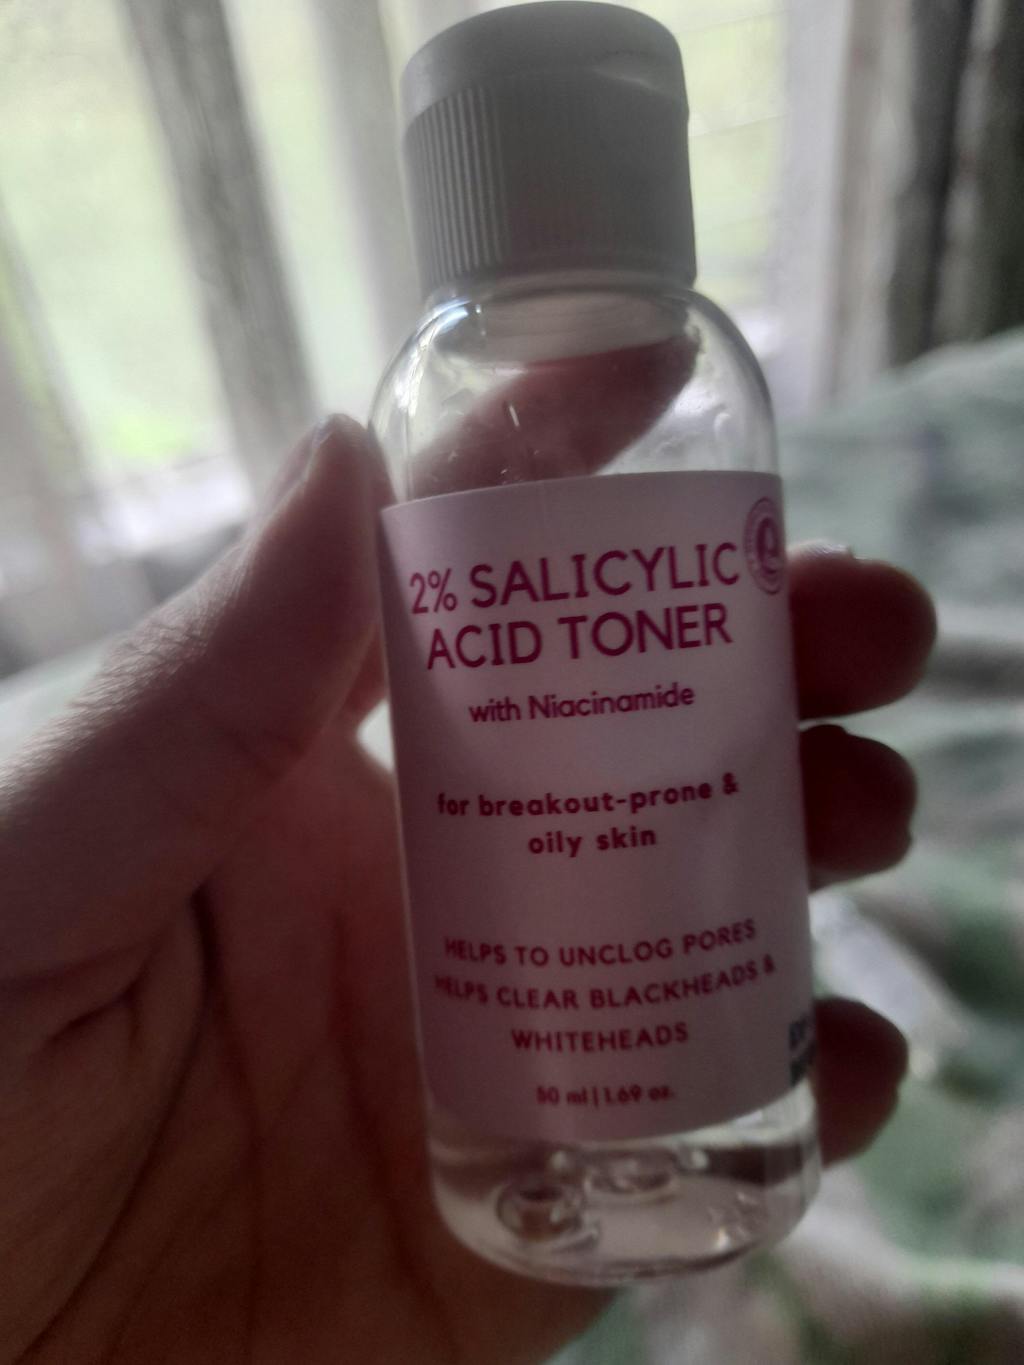 2% SALICYLIC
ACID TONER
with Niacinamide
for breakout-prone &
oily skin
HELPS TO UNCLOG PORES
HELPS CLEAR BLACKHEADS &
WHITEHEADS
50 ml | 1.69 oz.